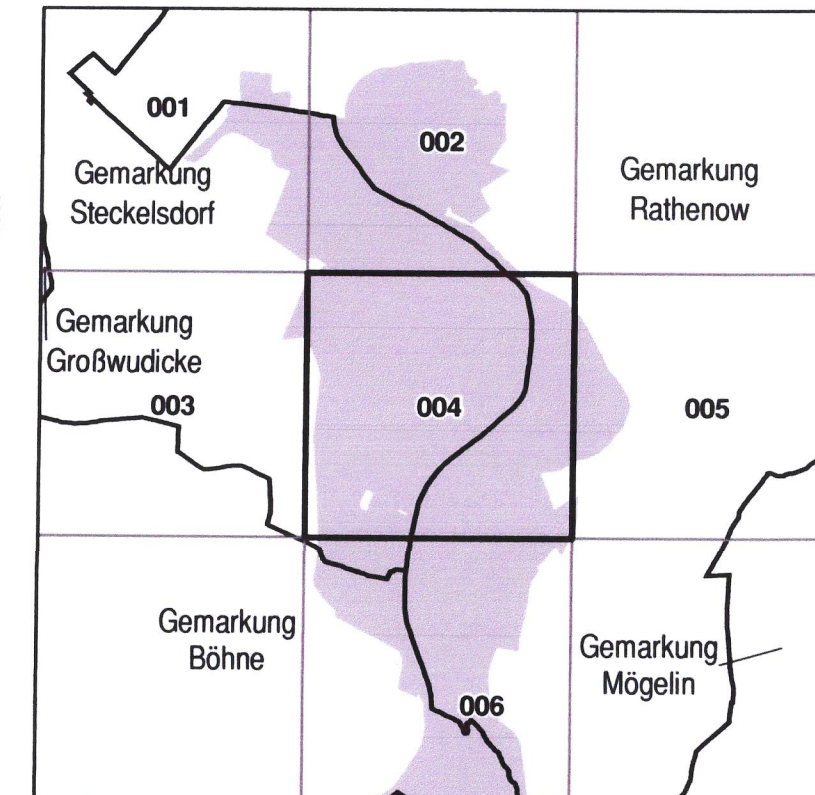 001
002
Gemarkung
Steckelsdorf
Gemarkung
Rathenow
Gemarkung
Großwudicke
003
004
005
Gemarkung
Böhne
Gemarkung
Mögelin
006